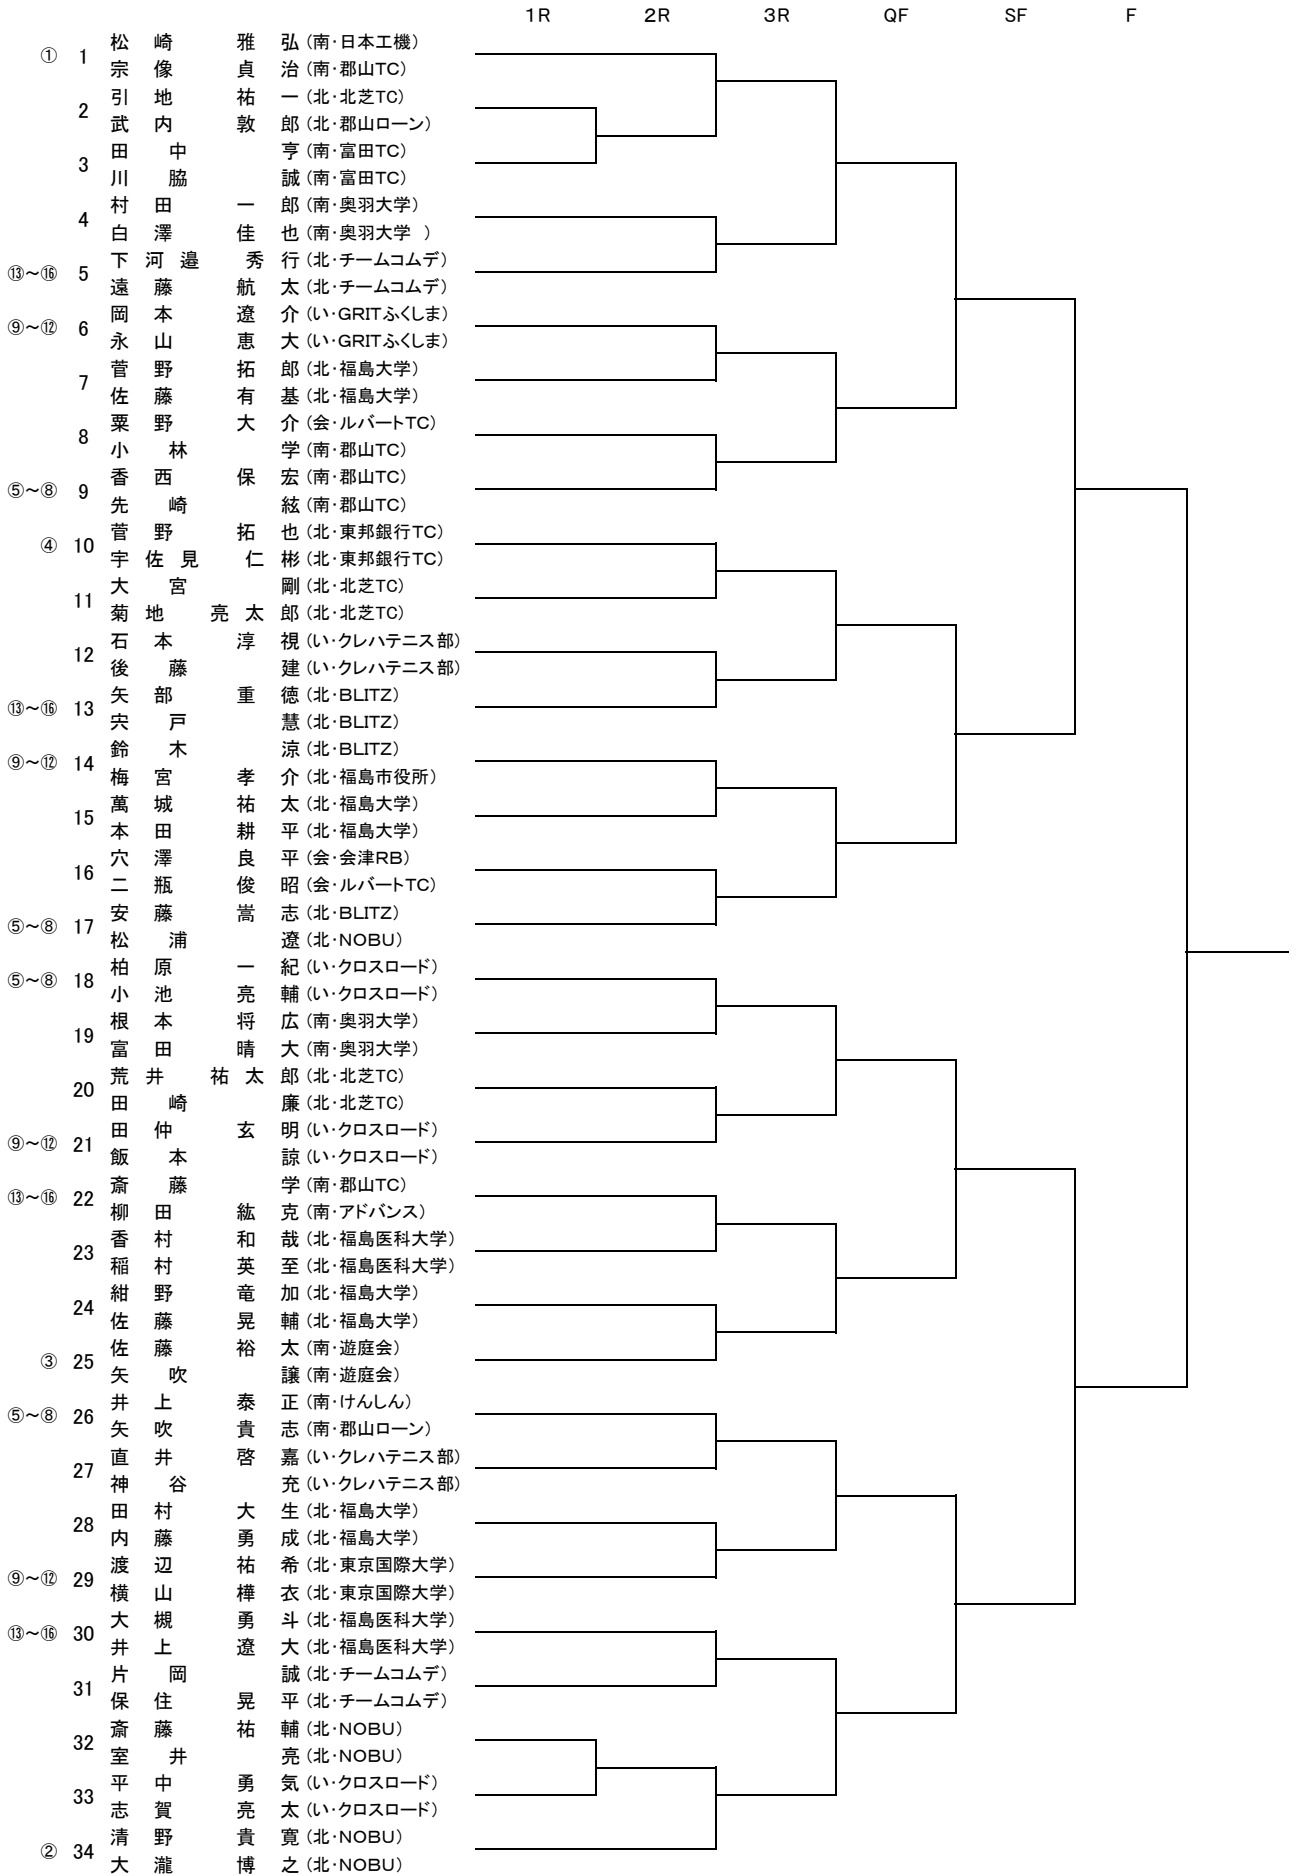 1R 2R 3R QF SF F
松崎 雅弘 (南・日本工機)
① 1
宗像 貞治 (南・郡山TC)
引地 祐一 (北・北芝TC)
2
武内 敦郎 (北・郡山ローン)
田中 亨 (南・富田TC)
3
川脇 誠 (南・富田TC)
村田 一郎 (南・奥羽大学)
4
白澤 佳也 (南・奥羽大学 )
下河邉 秀行 (北・チームコムデ)
⑬～⑯ 5
遠藤 航太 (北・チームコムデ)
岡本 遼介 (い・GRITふくしま)
⑨～⑫ 6
永山 恵大 (い・GRITふくしま)
菅野 拓郎 (北・福島大学)
7
佐藤 有基 (北・福島大学)
粟野 大介 (会・ルバートTC)
8
小林 学 (南・郡山TC)
香西 保宏 (南・郡山TC)
⑤～⑧ 9
先崎 絃 (南・郡山TC)
菅野 拓也 (北・東邦銀行TC)
④ 10
宇佐見 仁彬 (北・東邦銀行TC)
大宮 剛 (北・北芝TC)
11
菊地 亮太郎 (北・北芝TC)
石本 淳視 (い・クレハテニス部)
12
後藤 建 (い・クレハテニス部)
矢部 重徳 (北・BLITZ)
⑬～⑯ 13
宍戸 慧 (北・BLITZ)
鈴木 涼 (北・BLITZ)
⑨～⑫ 14
梅宮 孝介 (北・福島市役所)
萬城 祐太 (北・福島大学)
15
本田 耕平 (北・福島大学)
穴澤 良平 (会・会津RB)
16
二瓶 俊昭 (会・ルバートTC)
安藤 嵩志 (北・BLITZ)
⑤～⑧ 17
松浦 遼 (北・NOBU)
柏原 一紀 (い・クロスロード)
⑤～⑧ 18
小池 亮輔 (い・クロスロード)
根本 将広 (南・奥羽大学)
19
富田 晴大 (南・奥羽大学)
荒井 祐太郎 (北・北芝TC)
20
田崎 廉 (北・北芝TC)
田仲 玄明 (い・クロスロード)
⑨～⑫ 21
飯本 諒 (い・クロスロード)
斎藤 学 (南・郡山TC)
⑬～⑯ 22
柳田 紘克 (南・アドバンス)
香村 和哉 (北・福島医科大学)
23
稲村 英至 (北・福島医科大学)
紺野 竜加 (北・福島大学)
24
佐藤 晃輔 (北・福島大学)
佐藤 裕太 (南・遊庭会)
③ 25
矢吹 譲 (南・遊庭会)
井上 泰正 (南・けんしん)
⑤～⑧ 26
矢吹 貴志 (南・郡山ローン)
直井 啓嘉 (い・クレハテニス部)
27
神谷 充 (い・クレハテニス部)
田村 大生 (北・福島大学)
28
内藤 勇成 (北・福島大学)
渡辺 祐希 (北・東京国際大学)
⑨～⑫ 29
横山 樺衣 (北・東京国際大学)
大槻 勇斗 (北・福島医科大学)
⑬～⑯ 30
井上 遼大 (北・福島医科大学)
片岡 誠 (北・チームコムデ)
31
保住 晃平 (北・チームコムデ)
斎藤 祐輔 (北・NOBU)
32
室井 亮 (北・NOBU)
平中 勇気 (い・クロスロード)
33
志賀 亮太 (い・クロスロード)
清野 貴寛 (北・NOBU)
② 34
大瀧 博之 (北・NOBU)